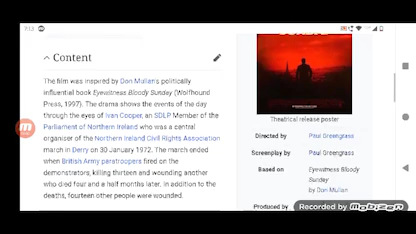 Content
The film was inspired by Don Mullan's politically
influential book Eyewitness Bloody Sunday (Wolfhound
Press, 1997). The drama shows the events of the day
through the eyes of Ivan Cooper, an SDLP Member of
the Parliament of Northern Ireland who was a central
organiser of the Northern Ireland Civil Rights Association
march in Derry on 30 January 1972. The march ended
when British Army paratroopers fired on the
demonstrators, killing thirteen and wounding another
who died four and a half months later. In addition to the
deaths, fourteen other people were wounded.
Theatrical release poster
Directed by Paul Greengrass
Screenplay by Paul Greengrass
Based on Eyewitness Bloody
Sunday
by Don Mullan
Produced by
Recorded by Mobizen